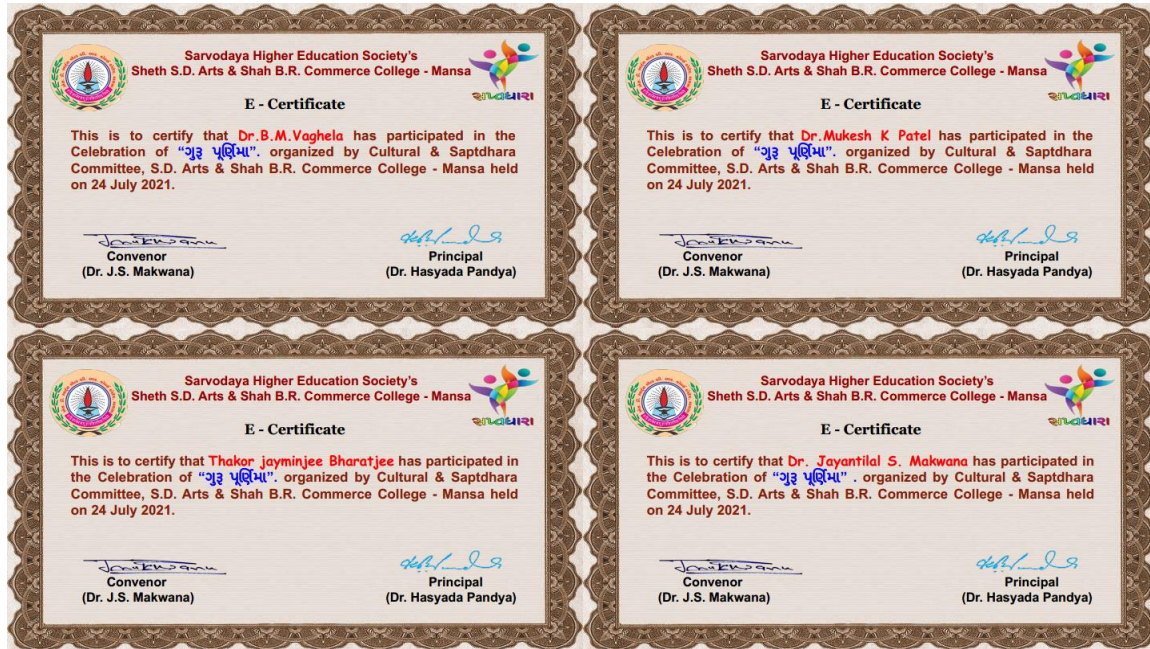 Sarvodaya Higher Education Society's
Sheth S.D. Arts & Shah B.R. Commerce College - Mansa
સપ્તધારા
E - Certificate
This is to certify that Dr.B.M.Vaghela has participated in the
Celebration of “ગુરૂ પૂર્ણિમા”. organized by Cultural & Saptdhara
Committee, S.D. Arts & Shah B.R. Commerce College - Mansa held
on 24 July 2021.
Convenor
(Dr. J.S. Makwana)
Principal
(Dr. Hasyada Pandya)
Sarvodaya Higher Education Society's
Sheth S.D. Arts & Shah B.R. Commerce College - Mansa
સપ્તધારા
E - Certificate
This is to certify that Dr.Mukesh K Patel has participated in the
Celebration of “ગુરૂ પૂર્ણિમા”. organized by Cultural & Saptdhara
Committee, S.D. Arts & Shah B.R. Commerce College - Mansa held
on 24 July 2021.
Convenor
(Dr. J.S. Makwana)
Principal
(Dr. Hasyada Pandya)
Sarvodaya Higher Education Society's
Sheth S.D. Arts & Shah B.R. Commerce College - Mansa
સપ્તધારા
E - Certificate
This is to certify that Thakor jayminjee Bharatjee has participated in
the Celebration of “ગુરૂ પૂર્ણિમા”. organized by Cultural & Saptdhara
Committee, S.D. Arts & Shah B.R. Commerce College - Mansa held
on 24 July 2021.
Convenor
(Dr. J.S. Makwana)
Principal
(Dr. Hasyada Pandya)
Sarvodaya Higher Education Society's
Sheth S.D. Arts & Shah B.R. Commerce College - Mansa
સપ્તધારા
E - Certificate
This is to certify that Dr. Jayantilal S. Makwana has participated in
the Celebration of “ગુરૂ પૂર્ણિમા” . organized by Cultural & Saptdhara
Committee, S.D. Arts & Shah B.R. Commerce College - Mansa held
on 24 July 2021.
Convenor
(Dr. J.S. Makwana)
Principal
(Dr. Hasyada Pandya)